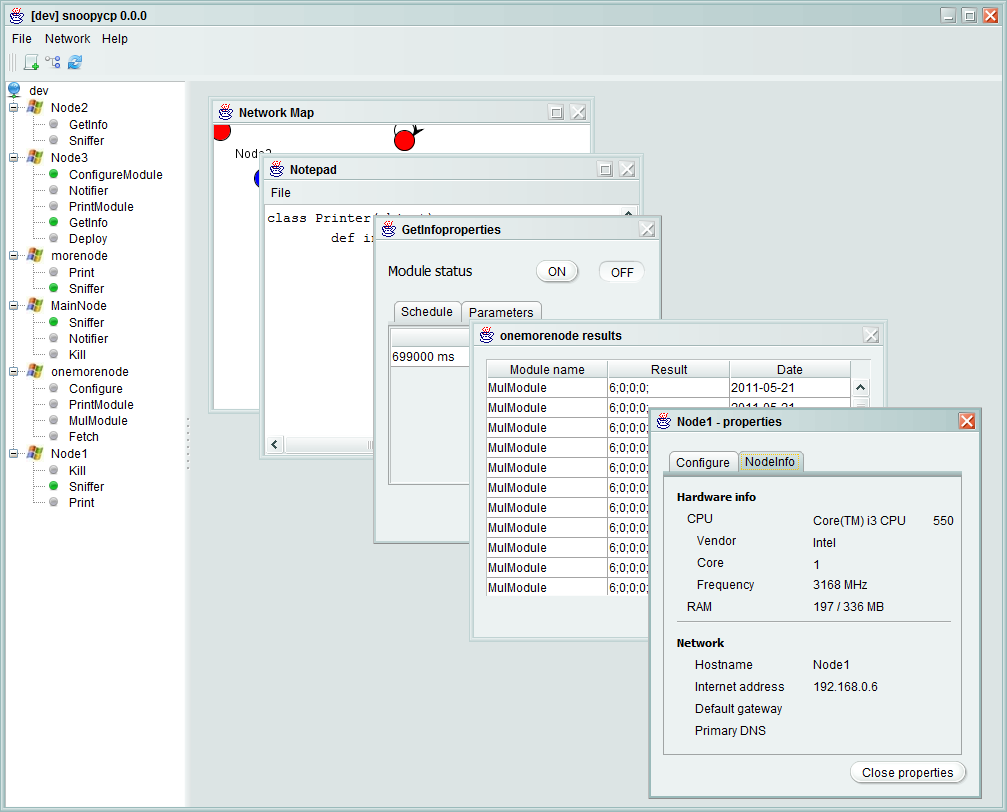 [dev] snoopycp 0.0.0
File Network Help
dev
Node2
GetInfo
Sniffer
Node3
ConfigureModule
Notifier
PrintModule
GetInfo
Deploy
morenode
Print
Sniffer
MainNode
Sniffer
Notifier
Kill
onemorenode
Configure
PrintModule
MulModule
Fetch
Node1
Kill
Sniffer
Print
Network Map
Notepad
File
class Printer
def
GetInfoproperties
Module status ON OFF
Schedule Parameters
699000 ms
onemorenode results
Module name Result Date
MulModule 6;0;0;0; 2011-05-21
MulModule 6;0;0;0; 2011-05-21
MulModule 6;0;0;0;
MulModule 6;0;0;0;
MulModule 6;0;0;0;
MulModule 6;0;0;0;
MulModule 6;0;0;0;
MulModule 6;0;0;0;
MulModule 6;0;0;0;
MulModule 6;0;0;0;
MulModule 6;0;0;0;
Node1 - properties
Configure NodeInfo
Hardware info
CPU Core(TM) i3 CPU 550
Vendor Intel
Core 1
Frequency 3168 MHz
RAM 197 / 336 MB
Network
Hostname Node1
Internet address 192.168.0.6
Default gateway
Primary DNS
Close properties